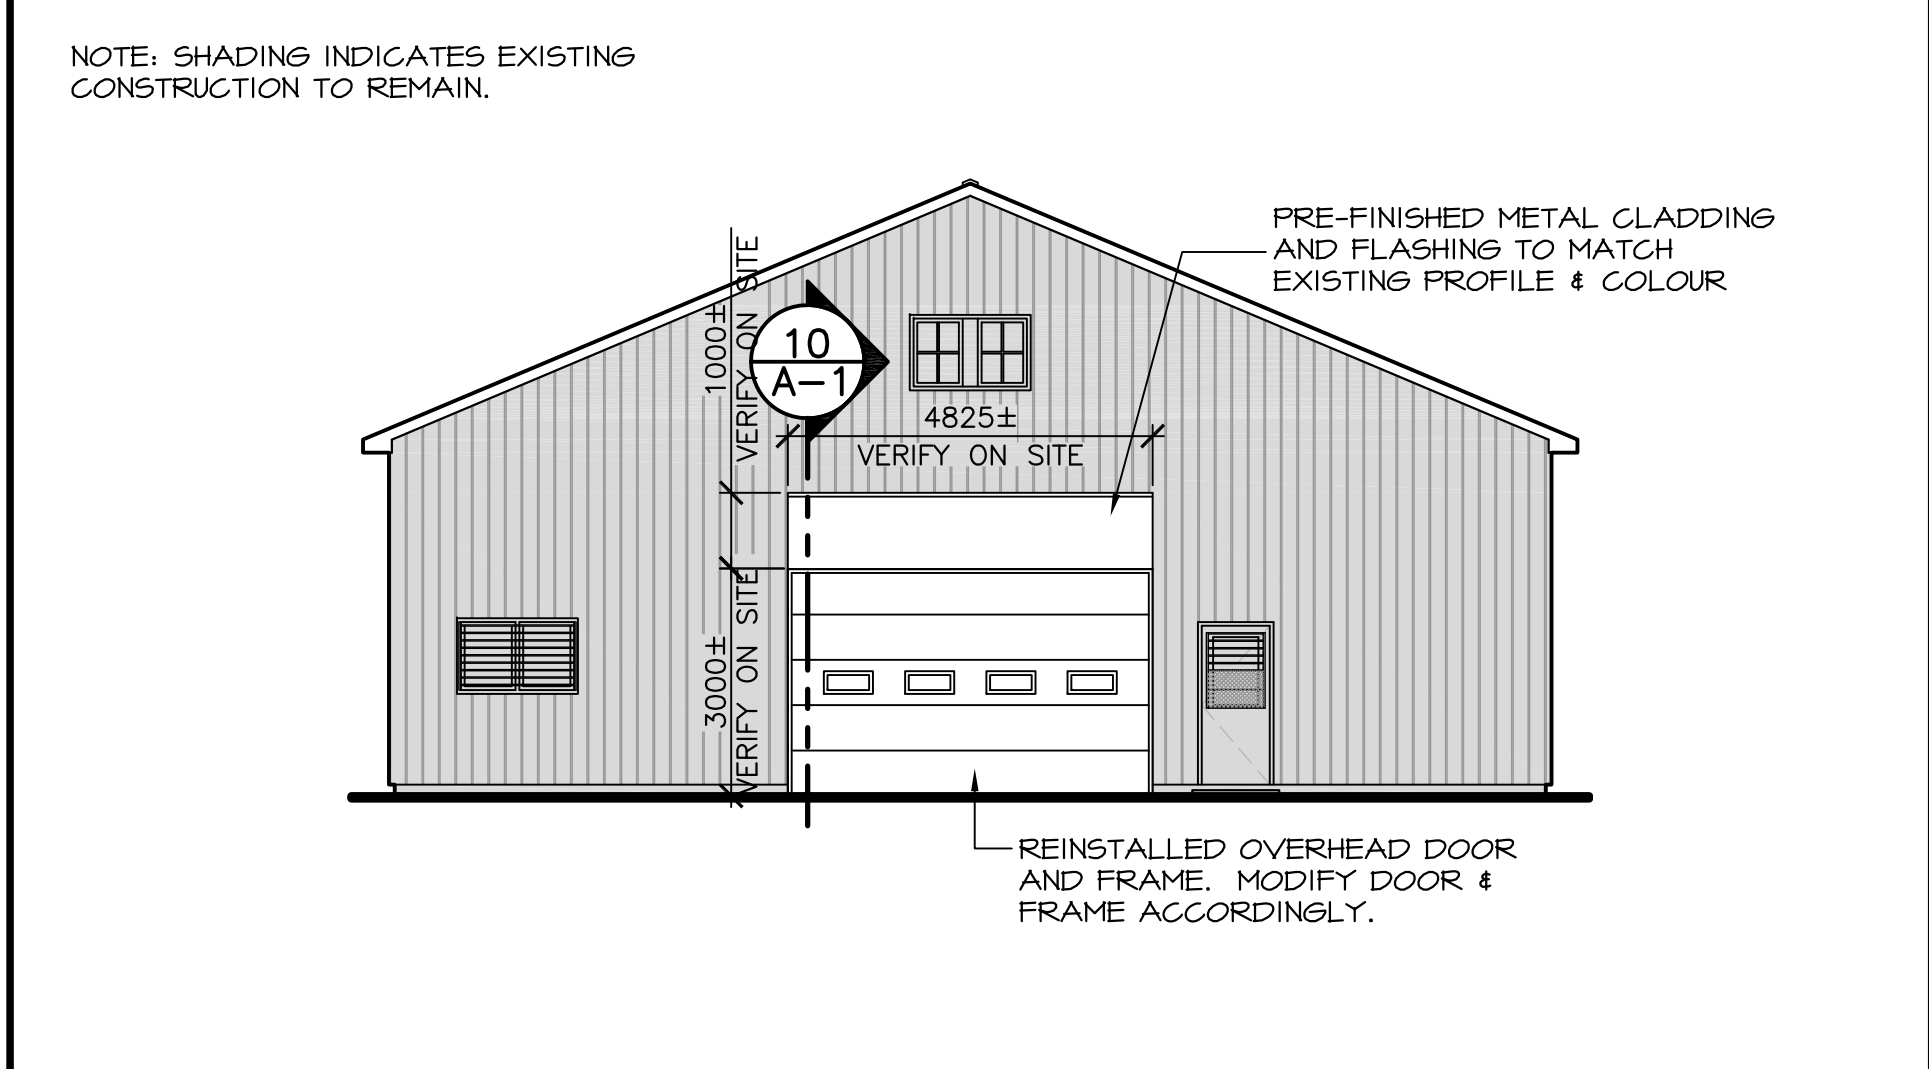 NOTE: SHADING INDICATES EXISTING
CONSTRUCTION TO REMAIN.
PRE-FINISHED METAL CLADDING
AND FLASHING TO MATCH
EXISTING PROFILE & COLOUR
1000±
VERIFY ON SITE
10
A-1
4825±
VERIFY ON SITE
3000±
VERIFY ON SITE
REINSTALLED OVERHEAD DOOR
AND FRAME. MODIFY DOOR &
FRAME ACCORDINGLY.